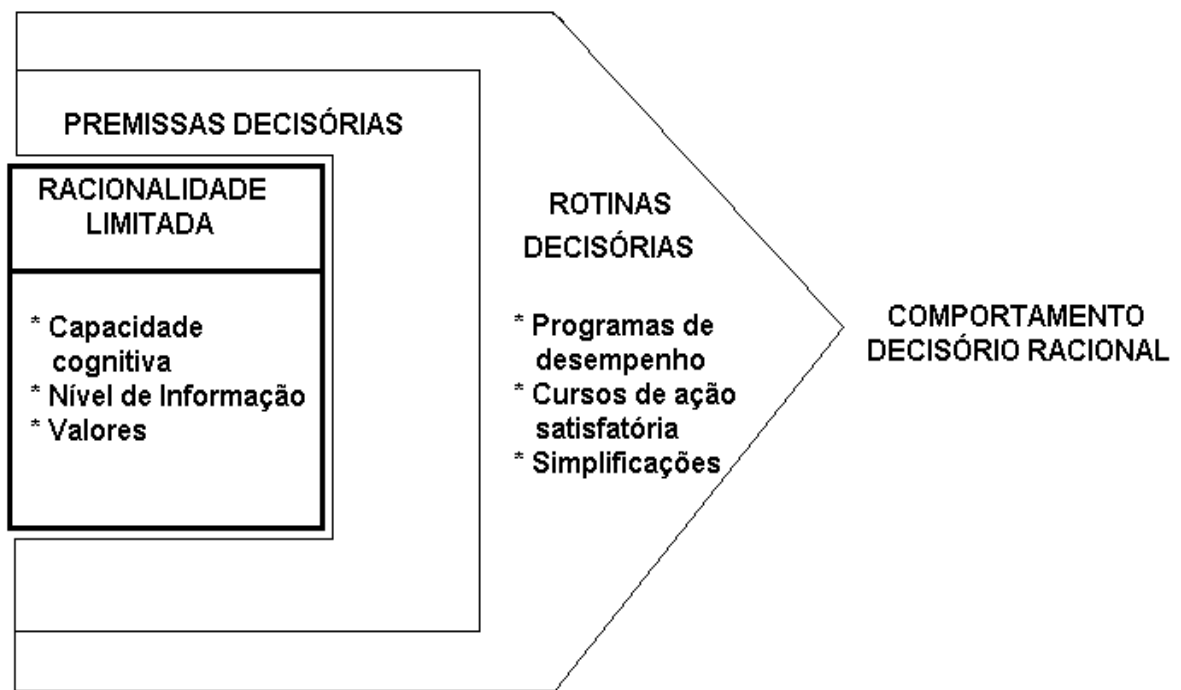 PREMISSAS DECISÓRIAS
RACIONALIDADE
LIMITADA
* Capacidade
cognitiva
* Nível de Informação
* Valores
ROTINAS
DECISÓRIAS
* Programas de
desempenho
* Cursos de ação
satisfatória
* Simplificações
COMPORTAMENTO
DECISÓRIO RACIONAL